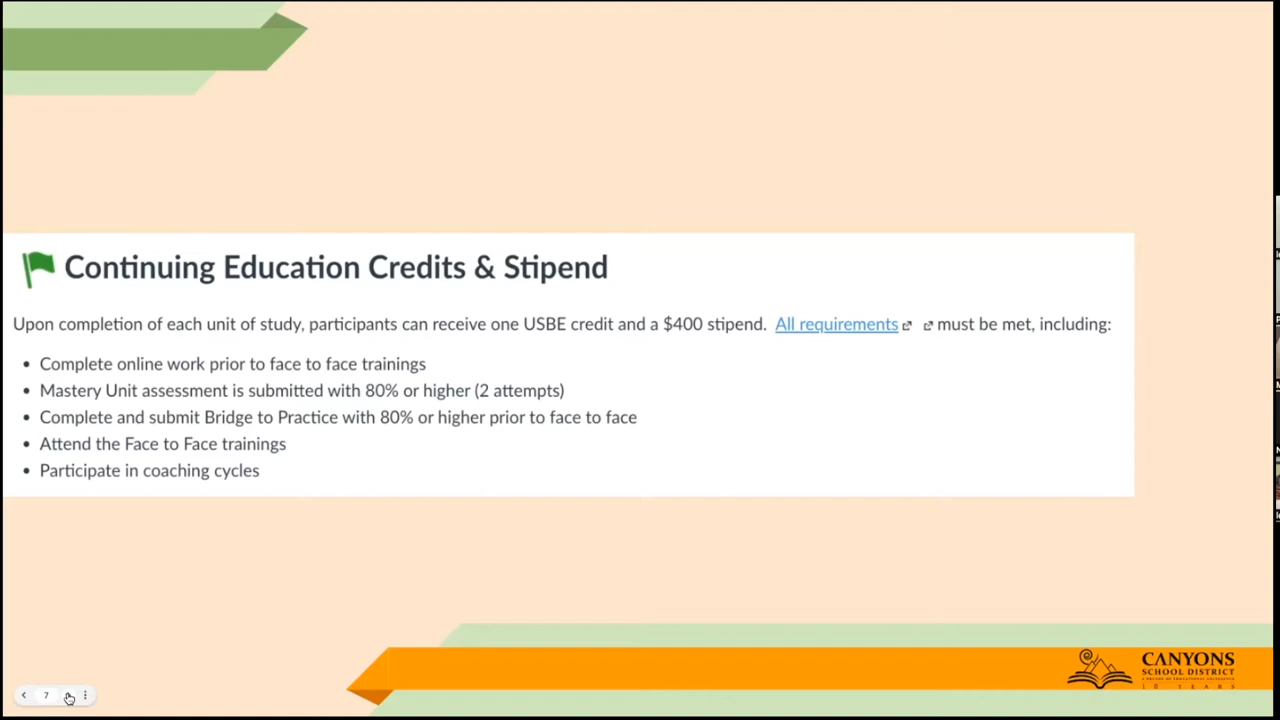 Continuing Education Credits & Stipend
Upon completion of each unit of study, participants can receive one USBE credit and a $400 stipend. All requirements must be met, including:
• Complete online work prior to face to face trainings
• Mastery Unit assessment is submitted with 80% or higher (2 attempts)
• Complete and submit Bridge to Practice with 80% or higher prior to face to face
• Attend the Face to Face trainings
• Participate in coaching cycles
CANYONS
SCHOOL DISTRICT
10 YEARS
7